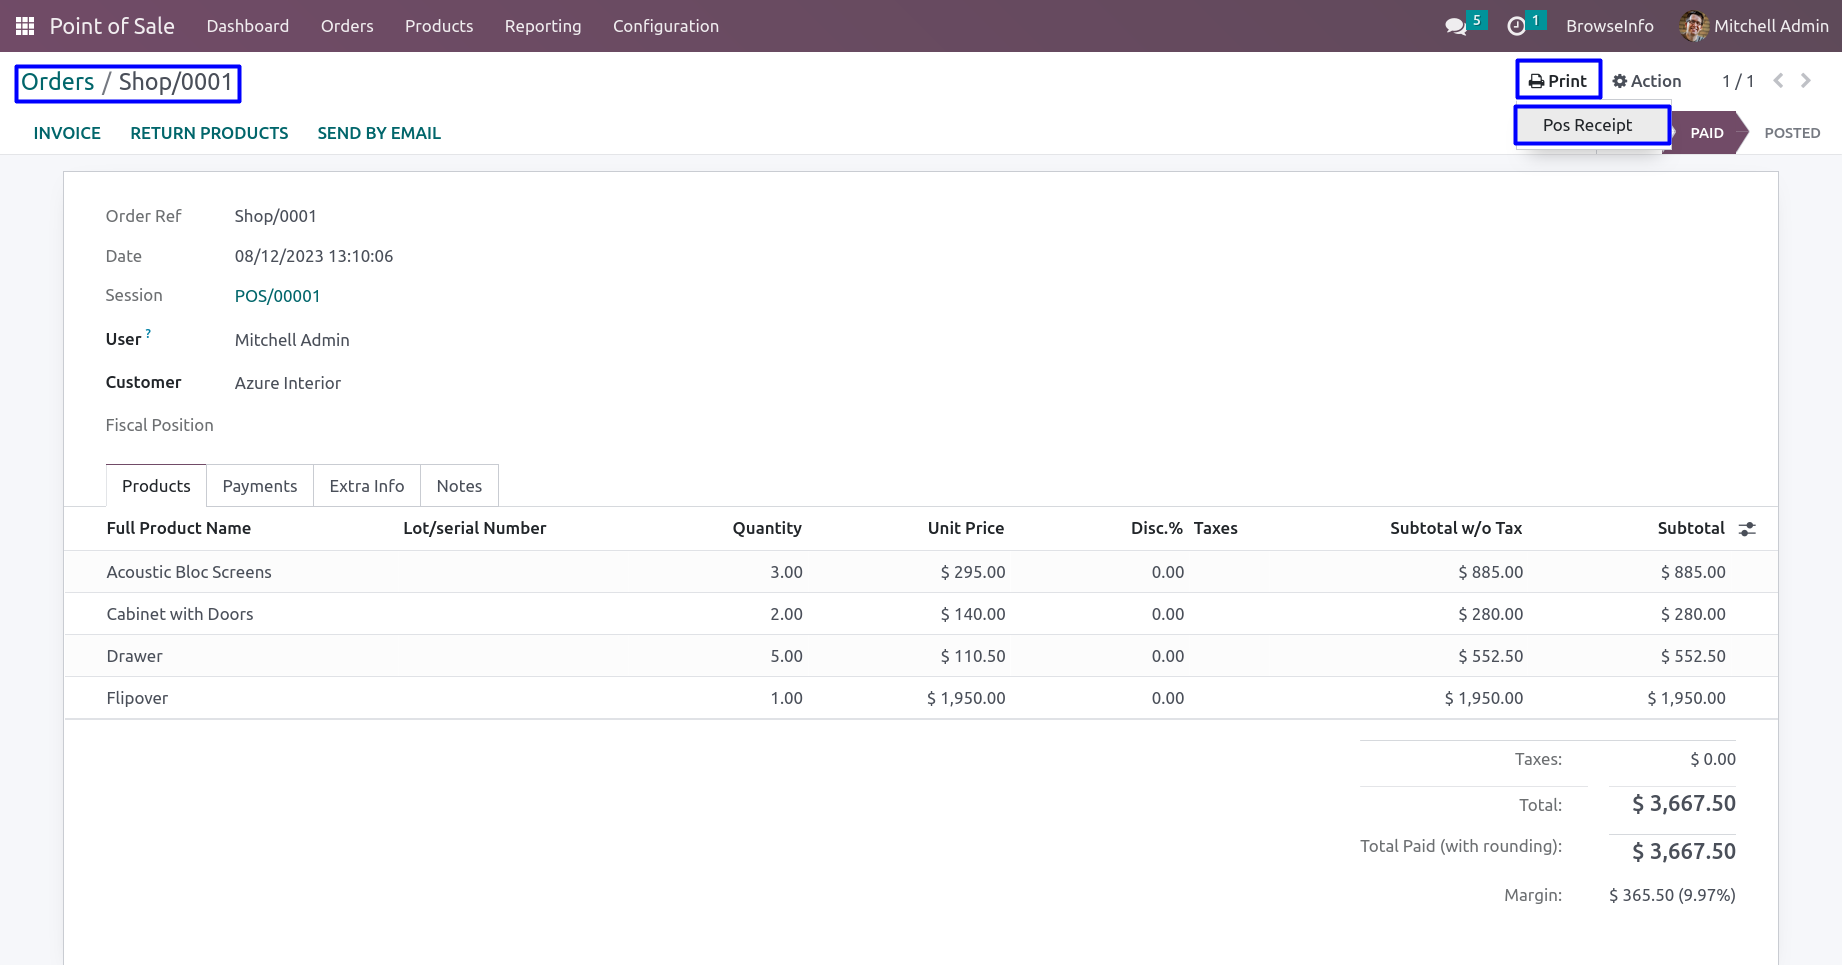 Point of Sale Dashboard Orders Products Reporting Configuration 5 1 BrowseInfo Mitchell Admin
Orders / Shop/0001 Print Action 1 / 1
INVOICE RETURN PRODUCTS SEND BY EMAIL Pos Receipt PAID POSTED
Order Ref Shop/0001
Date 08/12/2023 13:10:06
Session POS/00001
User ? Mitchell Admin
Customer Azure Interior
Fiscal Position
Products Payments Extra Info Notes
Full Product Name Lot/serial Number Quantity Unit Price Disc.% Taxes Subtotal w/o Tax Subtotal
Acoustic Bloc Screens 3.00 $ 295.00 0.00 $ 885.00 $ 885.00
Cabinet with Doors 2.00 $ 140.00 0.00 $ 280.00 $ 280.00
Drawer 5.00 $ 110.50 0.00 $ 552.50 $ 552.50
Flipover 1.00 $ 1,950.00 0.00 $ 1,950.00 $ 1,950.00
Taxes: $ 0.00
Total: $ 3,667.50
Total Paid (with rounding): $ 3,667.50
Margin: $ 365.50 (9.97%)